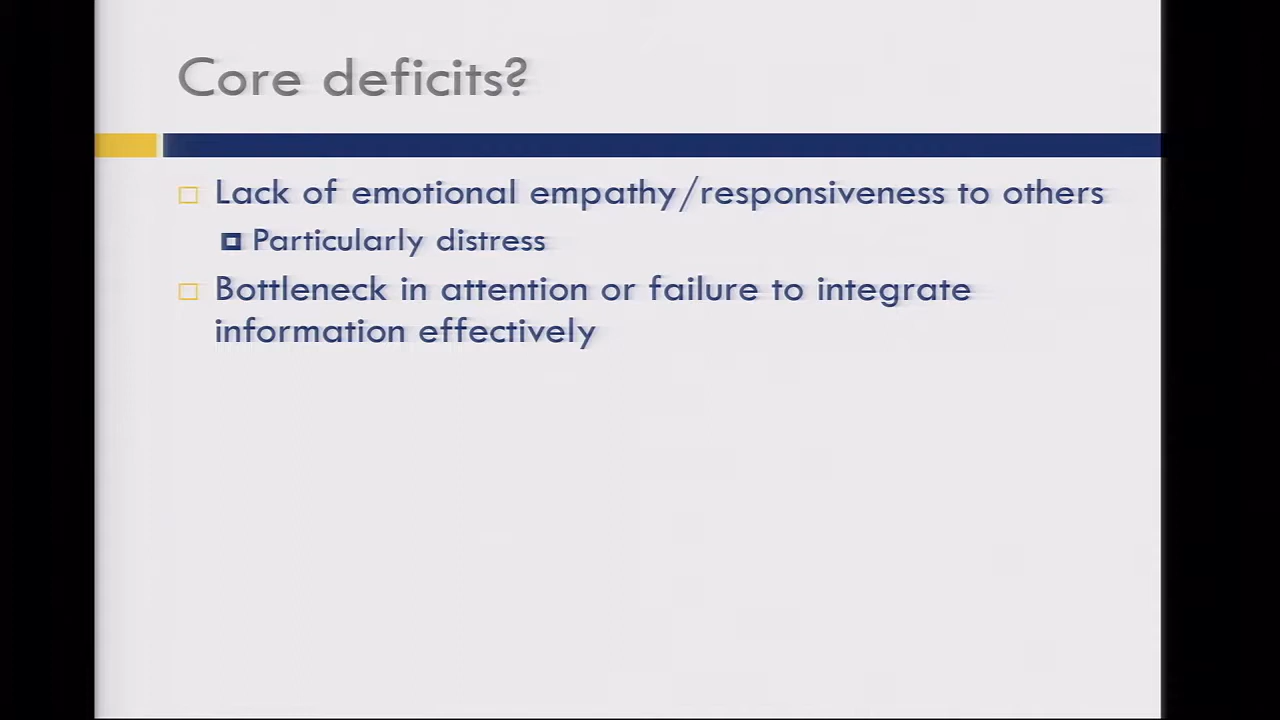 Core deficits?
Lack of emotional empathy/responsiveness to others
Particularly distress
Bottleneck in attention or failure to integrate
information effectively